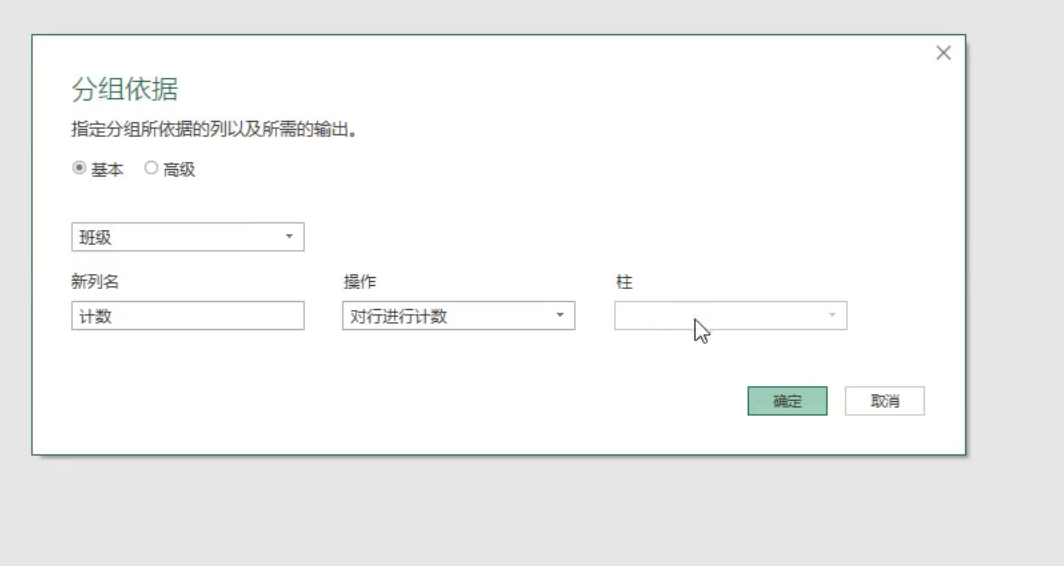 分组依据
指定分组所依据的列以及所需的输出。
基本 高级
班级
新列名 操作 柱
计数 对行进行计数
确定 取消